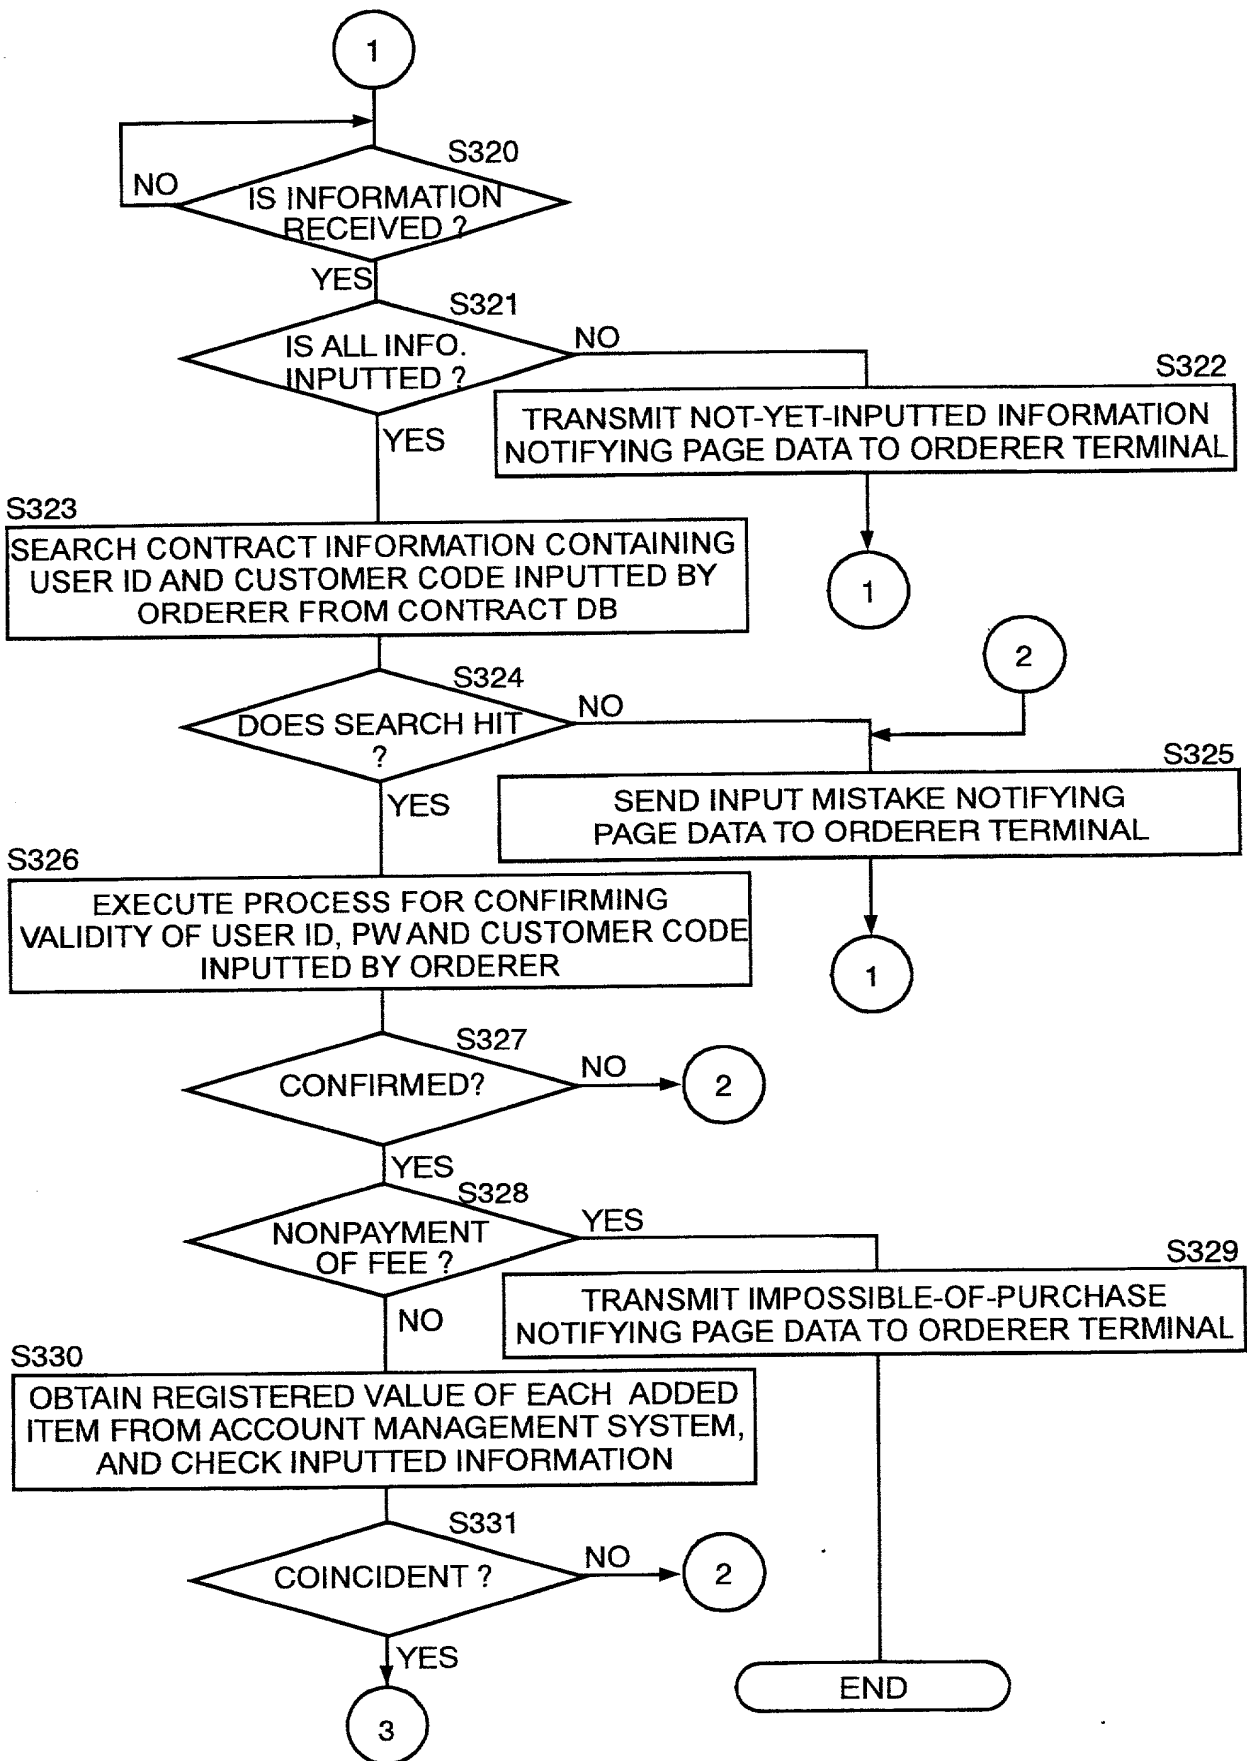 1
S320
NO
IS INFORMATION
RECEIVED ?
YES
S321
IS ALL INFO.
INPUTTED ?
NO
S322
TRANSMIT NOT-YET-INPUTTED INFORMATION
NOTIFYING PAGE DATA TO ORDERER TERMINAL
1
YES
S323
SEARCH CONTRACT INFORMATION CONTAINING
USER ID AND CUSTOMER CODE INPUTTED BY
ORDERER FROM CONTRACT DB
2
S324
DOES SEARCH HIT
?
NO
S325
SEND INPUT MISTAKE NOTIFYING
PAGE DATA TO ORDERER TERMINAL
1
YES
S326
EXECUTE PROCESS FOR CONFIRMING
VALIDITY OF USER ID, PW AND CUSTOMER CODE
INPUTTED BY ORDERER
S327
CONFIRMED?
NO
2
YES
S328
NONPAYMENT
OF FEE ?
YES
S329
TRANSMIT IMPOSSIBLE-OF-PURCHASE
NOTIFYING PAGE DATA TO ORDERER TERMINAL
NO
S330
OBTAIN REGISTERED VALUE OF EACH ADDED
ITEM FROM ACCOUNT MANAGEMENT SYSTEM,
AND CHECK INPUTTED INFORMATION
S331
COINCIDENT ?
NO
2
YES
3
END